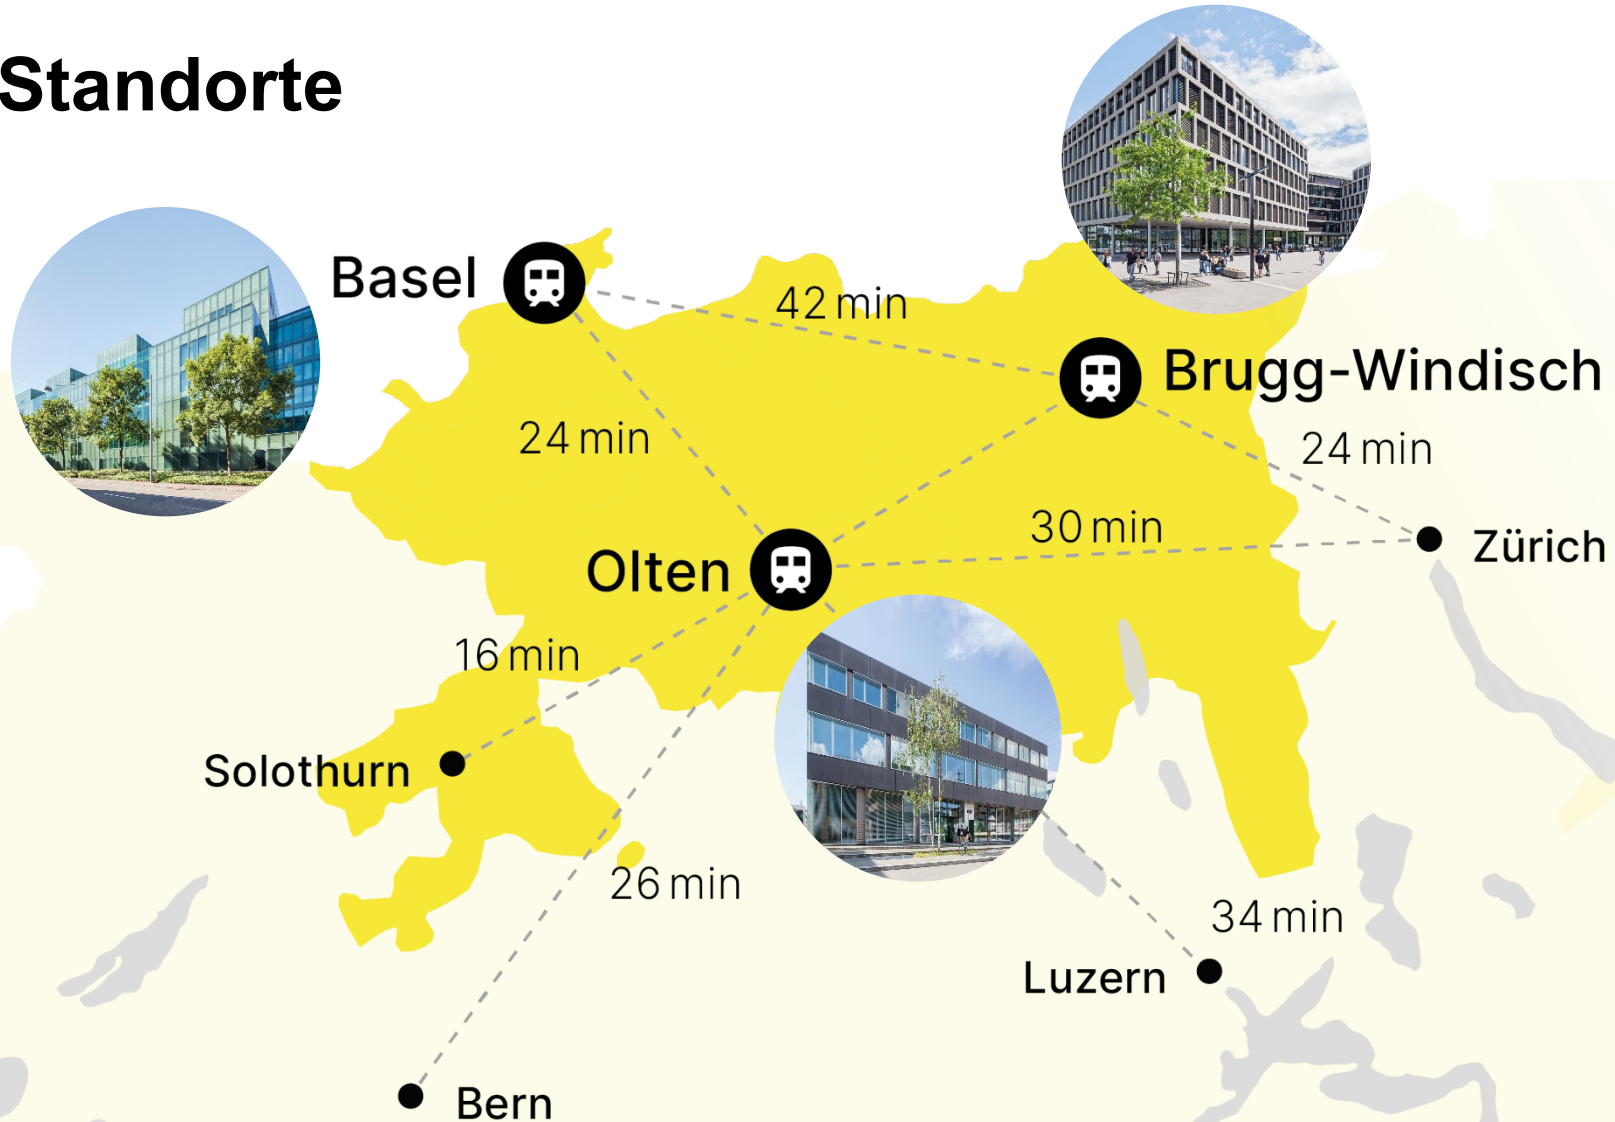 Standorte
Basel
42 min
Brugg-Windisch
24 min
24 min
30 min
Zürich
Olten
16 min
Solothurn
26 min
34 min
Luzern
Bern